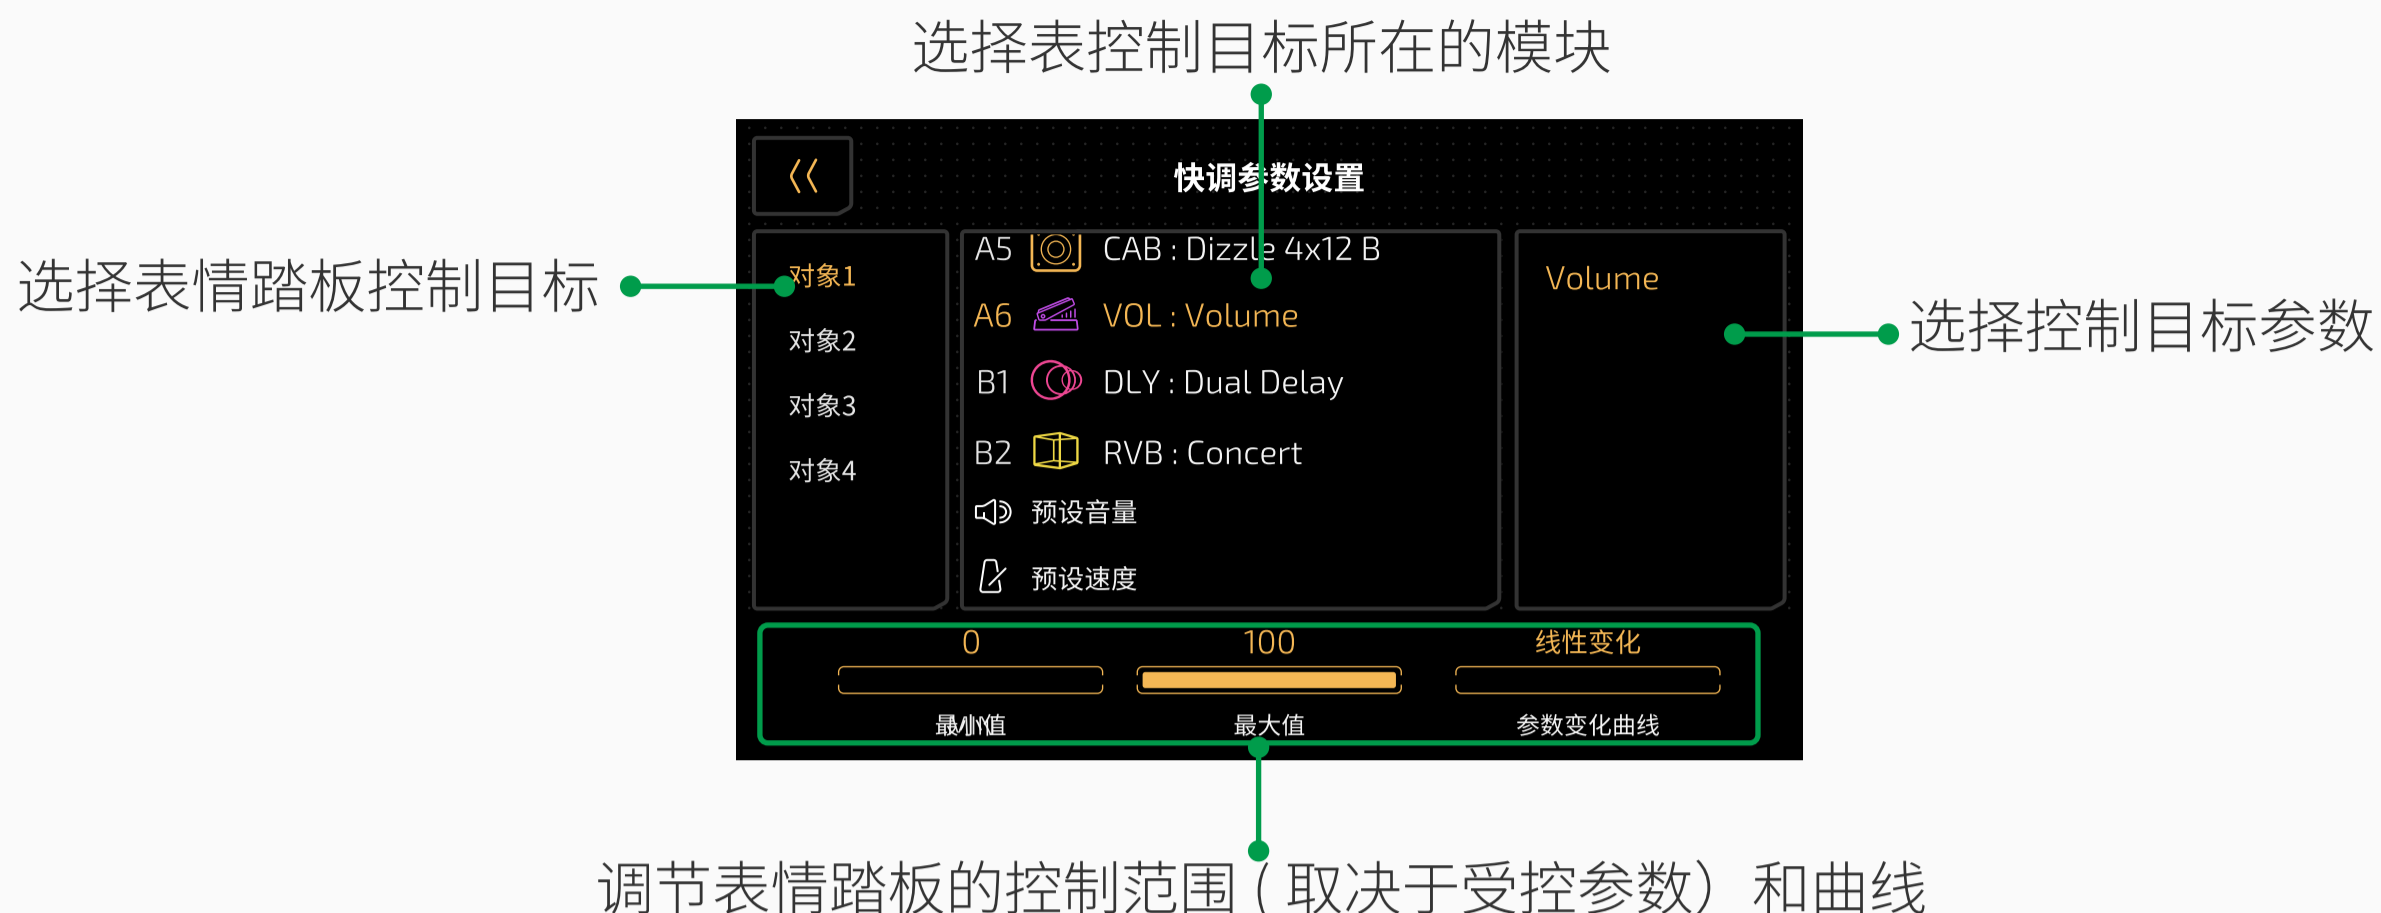 选择表控制目标所在的模块
快调参数设置
选择表情踏板控制目标
对象1
对象2
对象3
对象4
A5 CAB : Dizzle 4x12 B
A6 VOL : Volume
B1 DLY : Dual Delay
B2 RVB : Concert
预设音量
预设速度
Volume
选择控制目标参数
0
100
线性变化
最小值
最大值
参数变化曲线
调节表情踏板的控制范围（取决于受控参数）和曲线